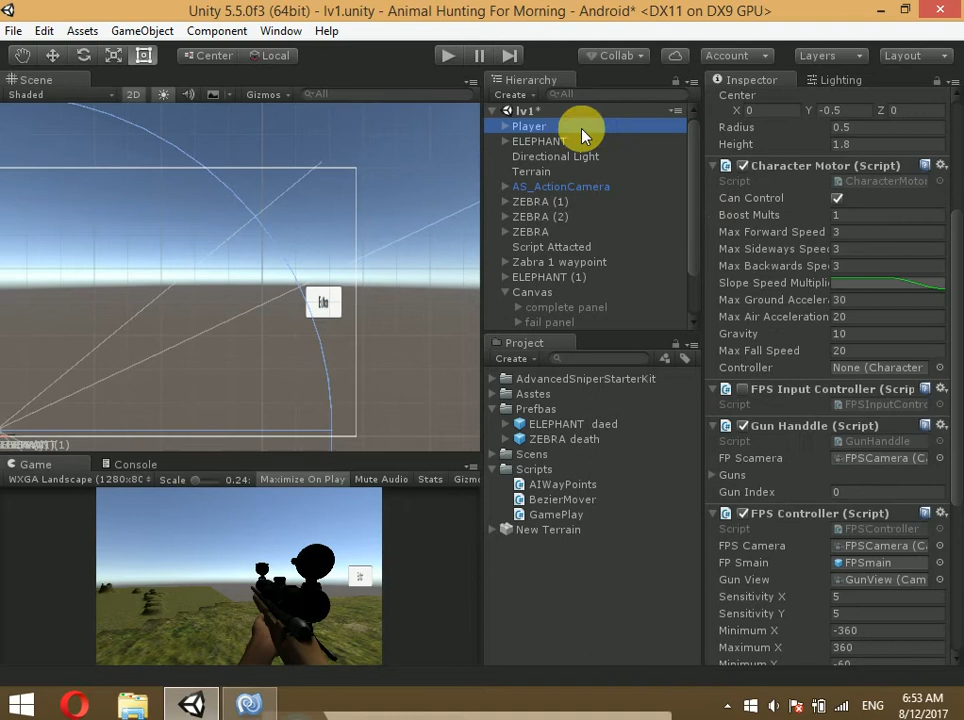 Unity 5.5.0f3 (64bit) - lv1.unity - Animal Hunting For Morning - Android* <DX11 on DX9 GPU>
File Edit Assets GameObject Component Window Help
Center Local Collab Account Layers Layout
Scene
Shaded 2D Gizmos All
Game Console
WXGA Landscape (1280x80 Scale 0.24: Maximize On Play Mute Audio Stats Gizmo
Hierarchy
Create All
lv1*
Player
ELEPHANT
Directional Light
Terrain
AS_ActionCamera
ZEBRA (1)
ZEBRA (2)
ZEBRA
Script Attacted
Zabra 1 waypoint
ELEPHANT (1)
Canvas
complete panel
fail panel
Project
Create
AdvancedSniperStarterKit
Asstes
Prefbas
ELEPHANT daed
ZEBRA death
Scens
Scripts
AIWayPoints
BezierMover
GamePlay
New Terrain
Inspector Lighting
Center
X 0 Y -0.5 Z 0
Radius 0.5
Height 1.8
Character Motor (Script)
Script CharacterMotor
Can Control
Boost Mults 1
Max Forward Speed 3
Max Sideways Speed 3
Max Backwards Spe 3
Slope Speed Multipli
Max Ground Acceler 30
Max Air Acceleration 20
Gravity 10
Max Fall Speed 20
Controller None (Character
FPS Input Controller (Scrip
Script FPSInputContro
Gun Handdle (Script)
Script GunHanddle
FP Scamera FPSCamera (C
Guns
Gun Index 0
FPS Controller (Script)
Script FPSController
FPS Camera FPSCamera (C
FP Smain FPSmain
Gun View GunView (Cam
Sensitivity X 5
Sensitivity Y 5
Minimum X -360
Maximum X 360
Minimum Y -60
ENG
6:53 AM
8/12/2017